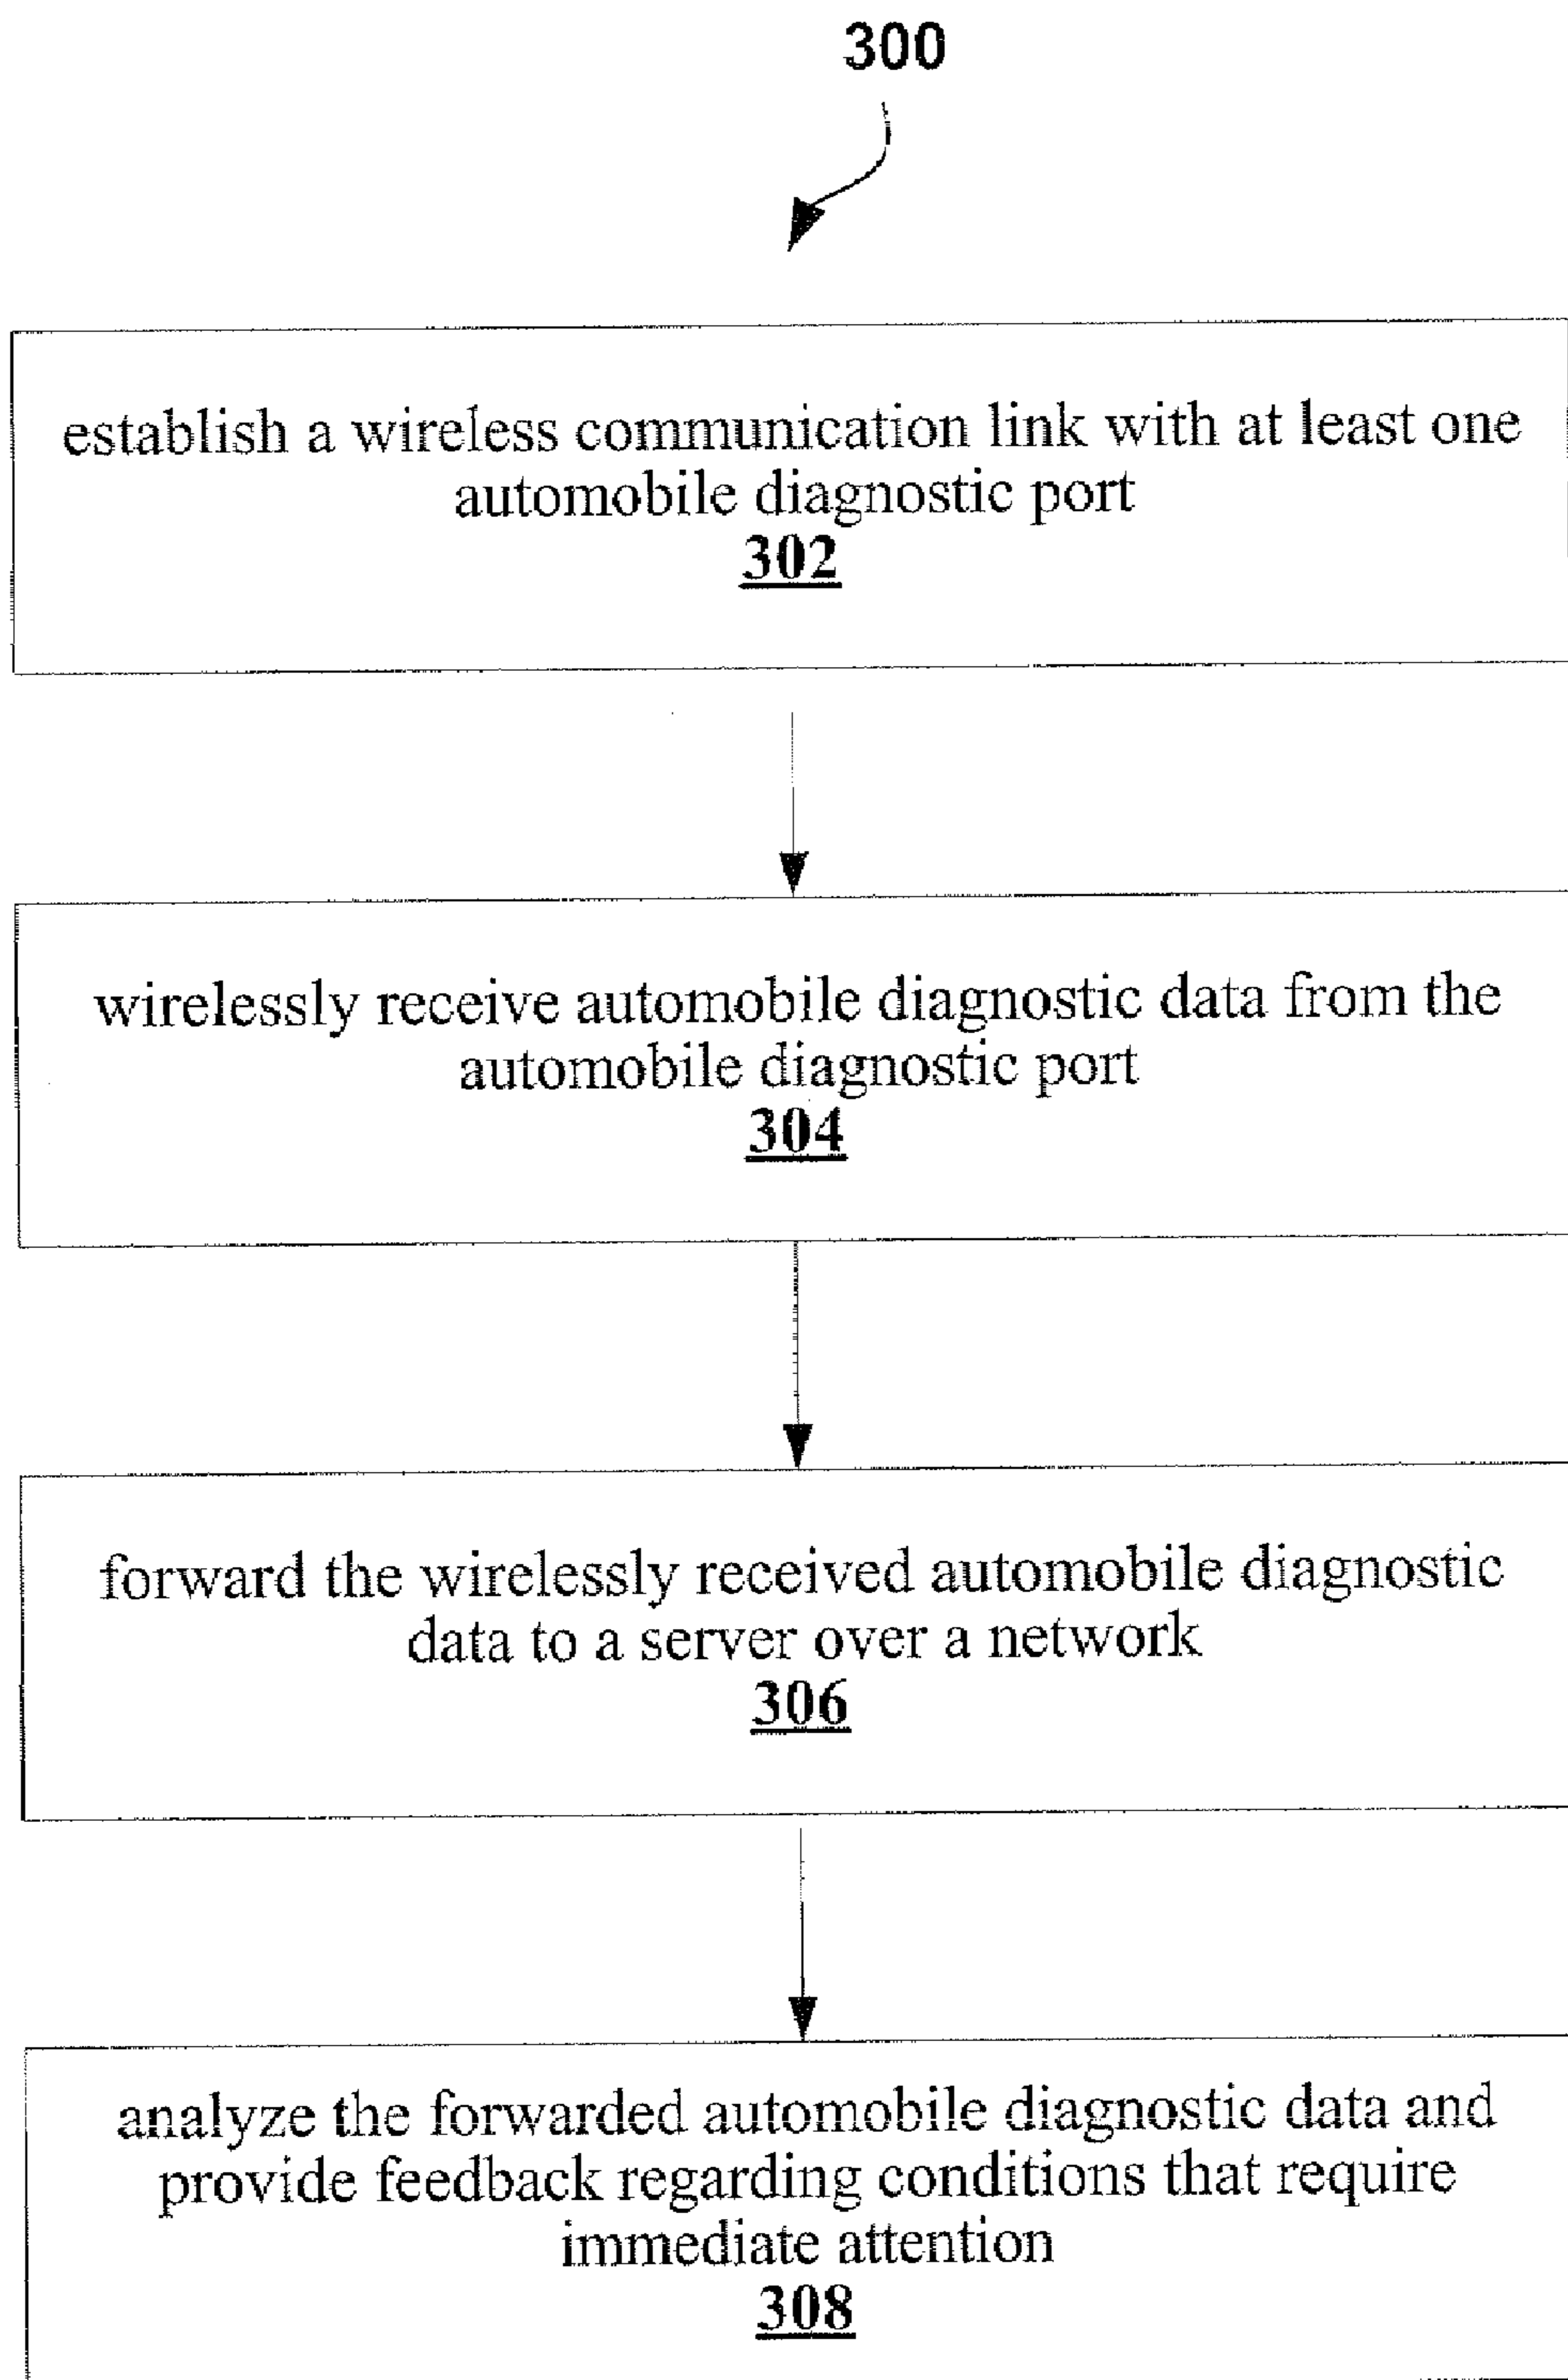 300
establish a wireless communication link with at least one
automobile diagnostic port
302
wirelessly receive automobile diagnostic data from the
automobile diagnostic port
304
forward the wirelessly received automobile diagnostic
data to a server over a network
306
analyze the forwarded automobile diagnostic data and
provide feedback regarding conditions that require
immediate attention
308